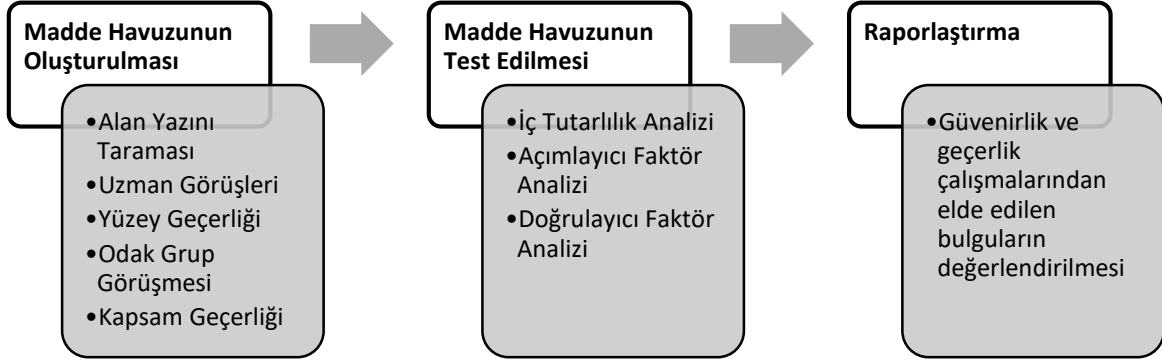 Madde Havuzunun
Oluşturulması
•Alan Yazını
Taraması
•Uzman Görüşleri
•Yüzey Geçerliği
•Odak Grup
Görüşmesi
•Kapsam Geçerliği
Madde Havuzunun
Test Edilmesi
•İç Tutarlılık Analizi
•Açımlayıcı Faktör
Analizi
•Doğrulayıcı Faktör
Analizi
Raporlaştırma
•Güvenirlik ve
geçerlik
çalışmalarından
elde edilen
bulguların
değerlendirilmesi